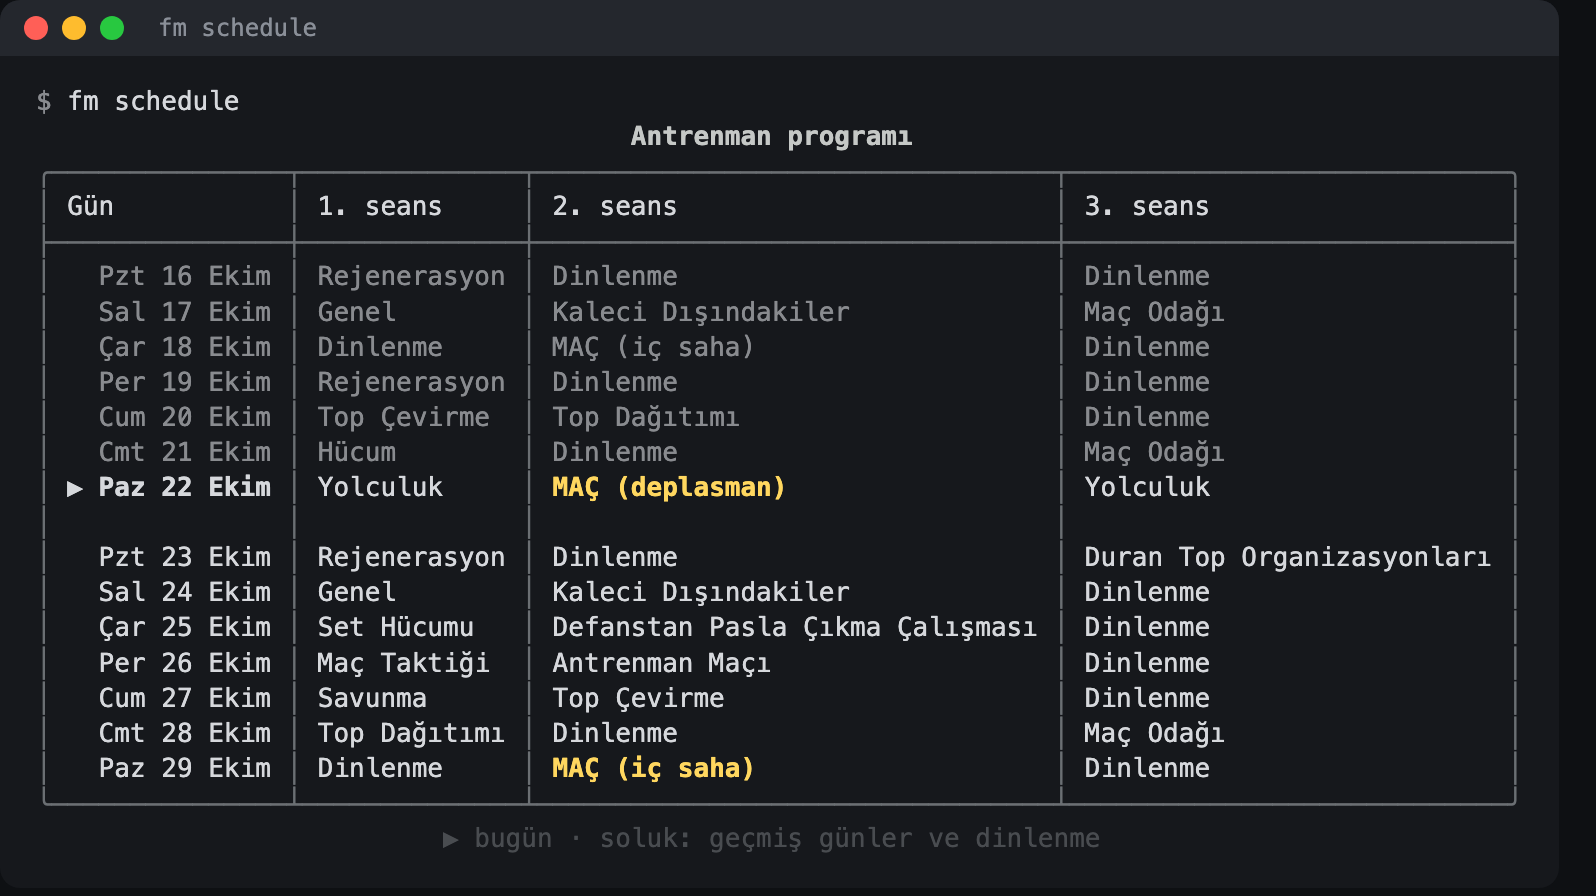 fm schedule
$ fm schedule
Antrenman programı
Gün 1. seans 2. seans 3. seans
Pzt 16 Ekim Rejenerasyon Dinlenme Dinlenme
Sal 17 Ekim Genel Kaleci Dışındakiler Maç Odağı
Çar 18 Ekim Dinlenme MAÇ (iç saha) Dinlenme
Per 19 Ekim Rejenerasyon Dinlenme Dinlenme
Cum 20 Ekim Top Çevirme Top Dağıtımı Dinlenme
Cmt 21 Ekim Hücum Dinlenme Maç Odağı
▶ Paz 22 Ekim Yolculuk MAÇ (deplasman) Yolculuk
Pzt 23 Ekim Rejenerasyon Dinlenme Duran Top Organizasyonları
Sal 24 Ekim Genel Kaleci Dışındakiler Dinlenme
Çar 25 Ekim Set Hücumu Defanstan Pasla Çıkma Çalışması Dinlenme
Per 26 Ekim Maç Taktiği Antrenman Maçı Dinlenme
Cum 27 Ekim Savunma Top Çevirme Dinlenme
Cmt 28 Ekim Top Dağıtımı Dinlenme Maç Odağı
Paz 29 Ekim Dinlenme MAÇ (iç saha) Dinlenme
▶ bugün · soluk: geçmiş günler ve dinlenme